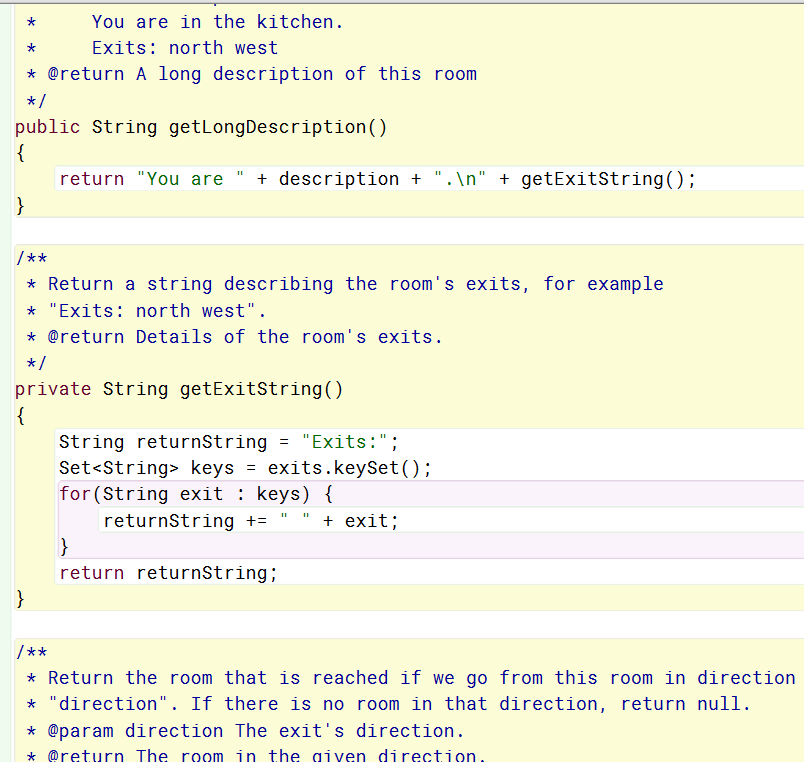 *     You are in the kitchen.
*     Exits: north west
* @return A long description of this room
*/
public String getLongDescription()
{
return "You are " + description + ".\n" + getExitString();
}
/**
* Return a string describing the room's exits, for example
* "Exits: north west".
* @return Details of the room's exits.
*/
private String getExitString()
{
String returnString = "Exits:";
Set<String> keys = exits.keySet();
for(String exit : keys) {
returnString += " " + exit;
}
return returnString;
}
/**
* Return the room that is reached if we go from this room in direction
* "direction". If there is no room in that direction, return null.
* @param direction The exit's direction.
* @return The room in the given direction.